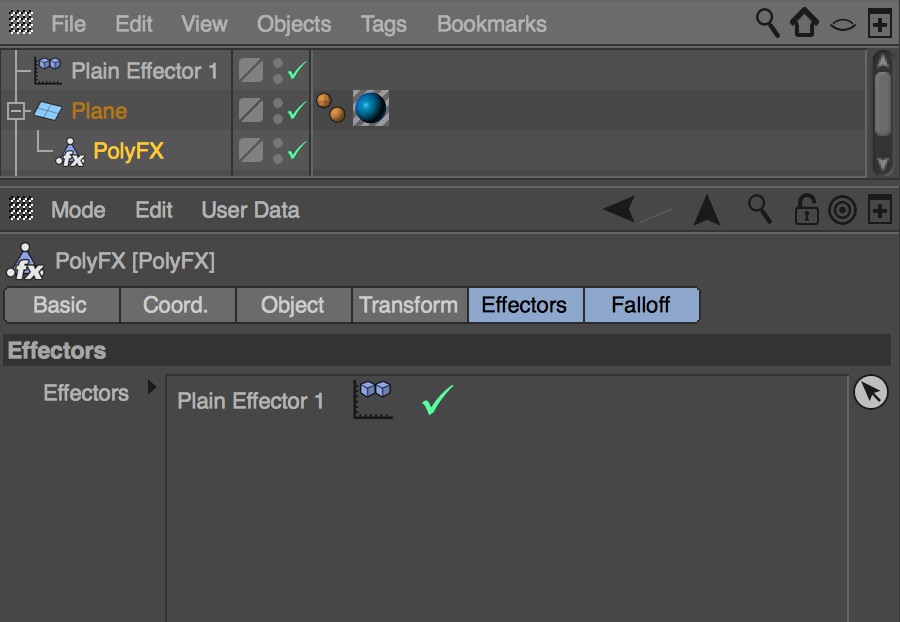 File Edit View Objects Tags Bookmarks
Plain Effector 1
Plane
PolyFX
Mode Edit User Data
PolyFX [PolyFX]
Basic Coord. Object Transform Effectors Falloff
Effectors
Effectors Plain Effector 1